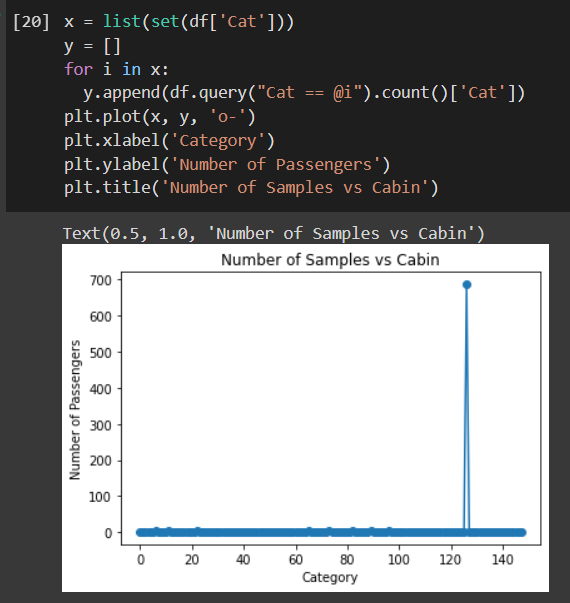 [20] x = list(set(df['Cat']))
y = []
for i in x:
  y.append(df.query("Cat == @i").count()['Cat'])
plt.plot(x, y, 'o-')
plt.xlabel('Category')
plt.ylabel('Number of Passengers')
plt.title('Number of Samples vs Cabin')
Text(0.5, 1.0, 'Number of Samples vs Cabin')
Number of Samples vs Cabin
Number of Passengers
700
600
500
400
300
200
100
0
0 20 40 60 80 100 120 140
Category